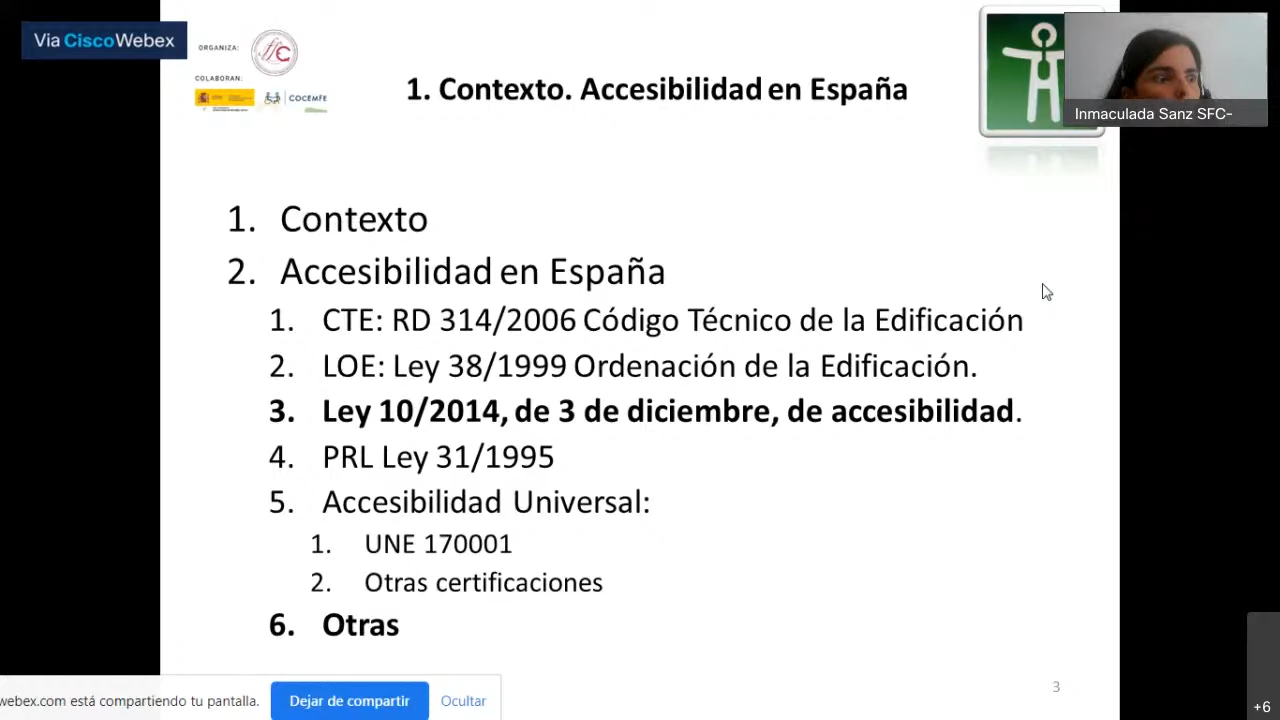 Via CiscoWebex
ORGANIZA:
COLABORAN:
COCEMFE
1. Contexto. Accesibilidad en España
Inmaculada Sanz SFC-
1. Contexto
2. Accesibilidad en España
1. CTE: RD 314/2006 Código Técnico de la Edificación
2. LOE: Ley 38/1999 Ordenación de la Edificación.
3. Ley 10/2014, de 3 de diciembre, de accesibilidad.
4. PRL Ley 31/1995
5. Accesibilidad Universal:
1. UNE 170001
2. Otras certificaciones
6. Otras
webex.com está compartiendo tu pantalla.
Dejar de compartir
Ocultar
3
+6